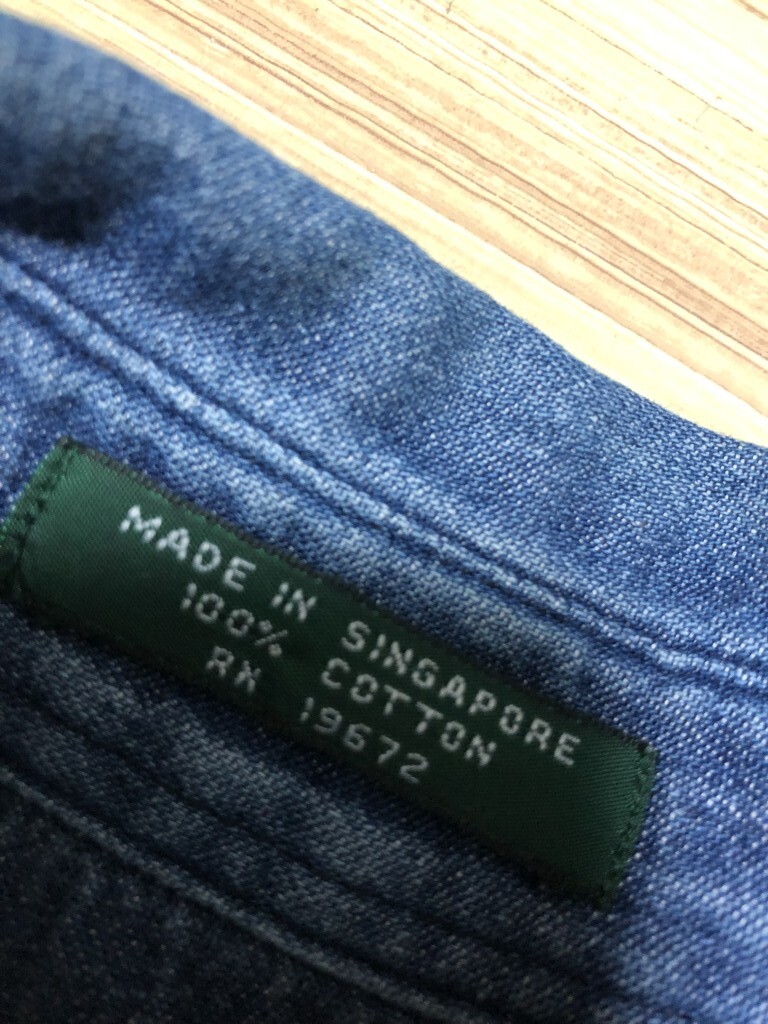 MADE IN SINGAPORE
100% COTTON
RN 19672